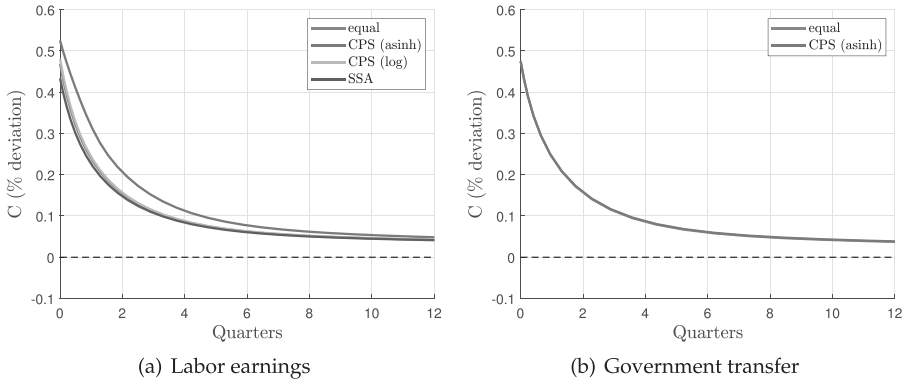 equal
CPS (asinh)
CPS (log)
SSA
0.6
0.5
0.4
0.3
0.2
0.1
0
-0.1
C (% deviation)
0 2 4 6 8 10 12
Quarters
(a) Labor earnings
equal
CPS (asinh)
0.6
0.5
0.4
0.3
0.2
0.1
0
-0.1
C (% deviation)
0 2 4 6 8 10 12
Quarters
(b) Government transfer